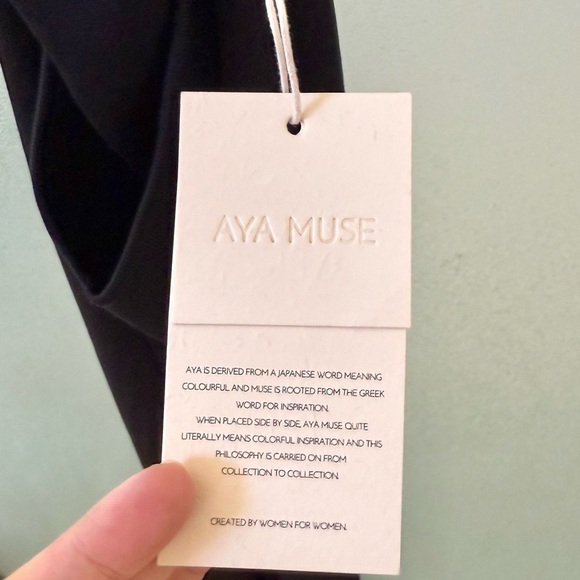 AYA MUSE
AYA IS DERIVED FROM A JAPANESE WORD MEANING
COLOURFUL AND MUSE IS ROOTED FROM THE GREEK
WORD FOR INSPIRATION.
WHEN PLACED SIDE BY SIDE, AYA MUSE QUITE
LITERALLY MEANS COLORFUL INSPIRATION AND THIS
PHILOSOPHY IS CARRIED ON FROM
COLLECTION TO COLLECTION.
CREATED BY WOMEN FOR WOMEN.